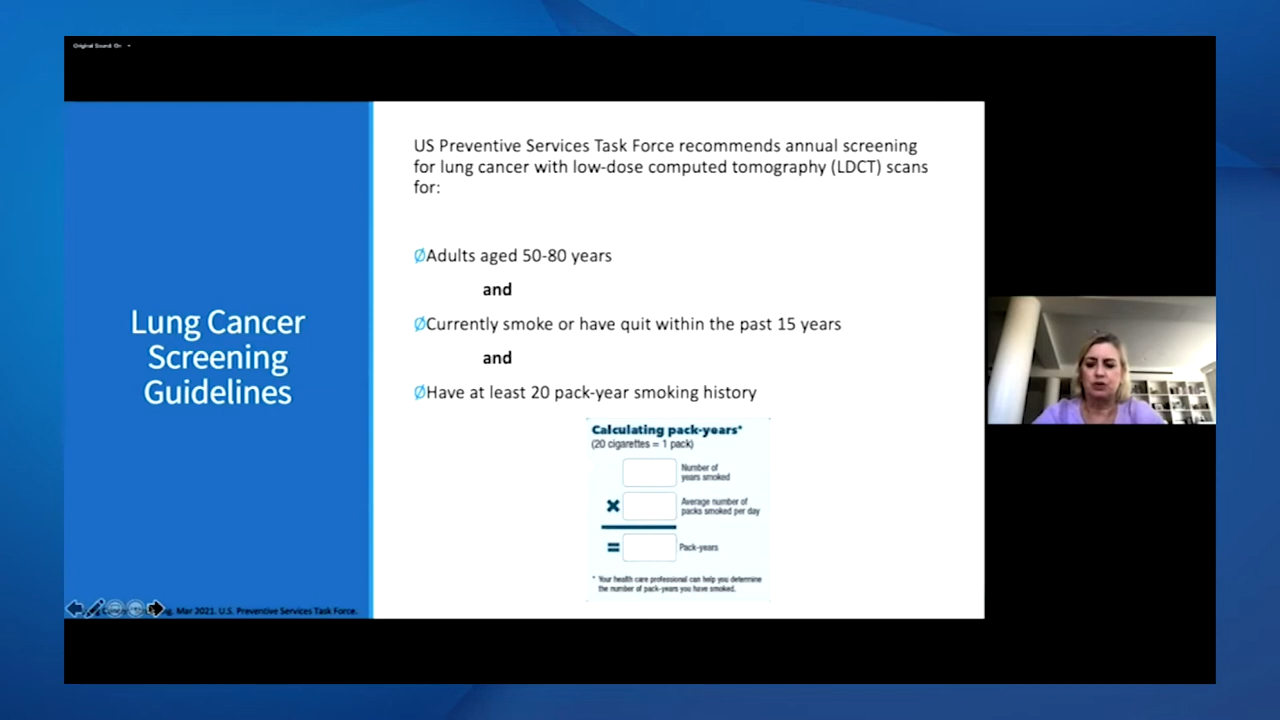 Original Sound: On
US Preventive Services Task Force recommends annual screening
for lung cancer with low-dose computed tomography (LDCT) scans
for:
ØAdults aged 50-80 years
and
ØCurrently smoke or have quit within the past 15 years
and
ØHave at least 20 pack-year smoking history
Lung Cancer
Screening
Guidelines
Calculating pack-years*
(20 cigarettes = 1 pack)
Number of
years smoked
× Average number of
packs smoked per day
= Pack-years
* Your health care professional can help you determine
the number of pack-years you have smoked.
Mar 2021. U.S. Preventive Services Task Force.